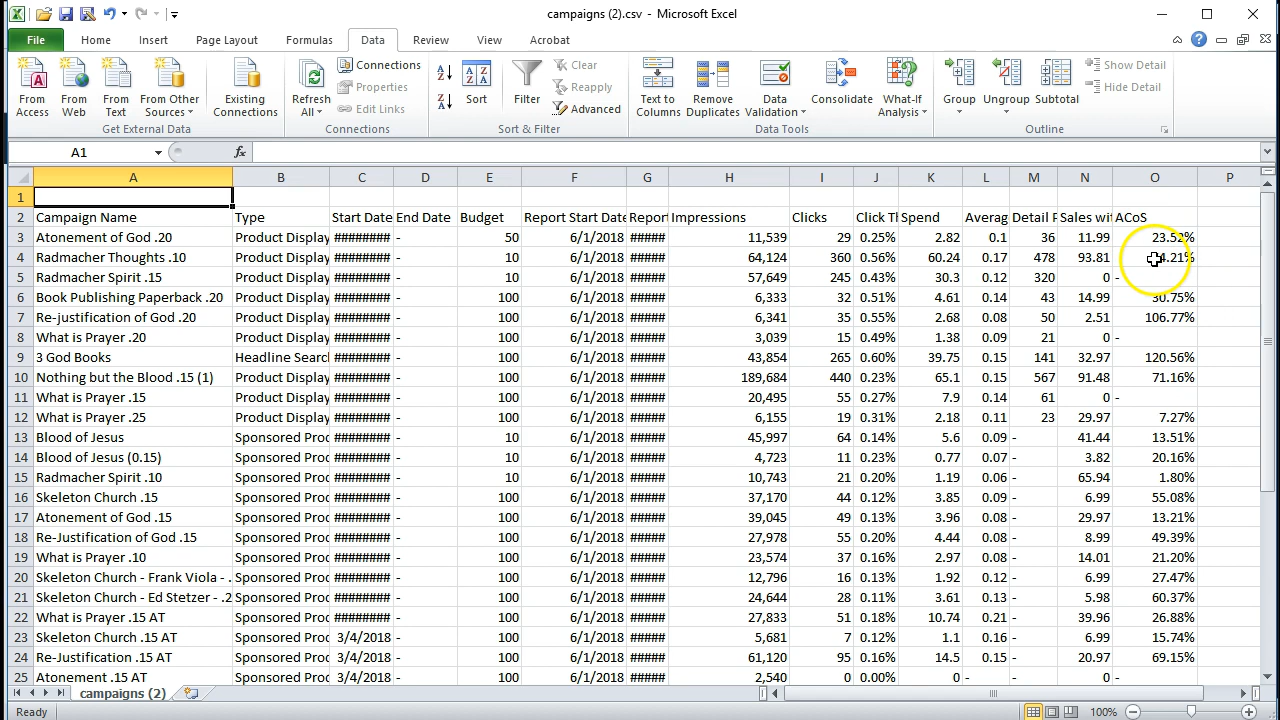 campaigns (2).csv - Microsoft Excel
File Home Insert Page Layout Formulas Data Review View Acrobat
From Access From Web From Text From Other Sources Existing Connections Refresh All Connections Properties Edit Links Sort Filter Clear Reapply Advanced Text to Columns Remove Duplicates Data Validation Consolidate What-If Analysis Group Ungroup Subtotal Show Detail Hide Detail
Get External Data Connections Sort & Filter Data Tools Outline
A1 fx
A B C D E F G H I J K L M N O P
1
2 Campaign Name Type Start Date End Date Budget Report Start Date Report Impressions Clicks Click Th Spend Averag Detail P Sales wit ACoS
3 Atonement of God .20 Product Display ######## - 50 6/1/2018 ##### 11,539 29 0.25% 2.82 0.1 36 11.99 23.52%
4 Radmacher Thoughts .10 Product Display ######## - 10 6/1/2018 ##### 64,124 360 0.56% 60.24 0.17 478 93.81 4.21%
5 Radmacher Spirit .15 Product Display ######## - 10 6/1/2018 ##### 57,649 245 0.43% 30.3 0.12 320 0 -
6 Book Publishing Paperback .20 Product Display ######## - 100 6/1/2018 ##### 6,333 32 0.51% 4.61 0.14 43 14.99 30.75%
7 Re-justification of God .20 Product Display ######## - 100 6/1/2018 ##### 6,341 35 0.55% 2.68 0.08 50 2.51 106.77%
8 What is Prayer .20 Product Display ######## - 100 6/1/2018 ##### 3,039 15 0.49% 1.38 0.09 21 0 -
9 3 God Books Headline Searc ######## - 100 6/1/2018 ##### 43,854 265 0.60% 39.75 0.15 141 32.97 120.56%
10 Nothing but the Blood .15 (1) Product Display ######## - 100 6/1/2018 ##### 189,684 440 0.23% 65.1 0.15 567 91.48 71.16%
11 What is Prayer .15 Product Display ######## - 100 6/1/2018 ##### 20,495 55 0.27% 7.9 0.14 61 0 -
12 What is Prayer .25 Product Display ######## - 100 6/1/2018 ##### 6,155 19 0.31% 2.18 0.11 23 29.97 7.27%
13 Blood of Jesus Sponsored Proc ######## - 10 6/1/2018 ##### 45,997 64 0.14% 5.6 0.09 - 41.44 13.51%
14 Blood of Jesus (0.15) Sponsored Proc ######## - 10 6/1/2018 ##### 4,723 11 0.23% 0.77 0.07 - 3.82 20.16%
15 Radmacher Spirit .10 Sponsored Proc ######## - 10 6/1/2018 ##### 10,743 21 0.20% 1.19 0.06 - 65.94 1.80%
16 Skeleton Church .15 Sponsored Proc ######## - 100 6/1/2018 ##### 37,170 44 0.12% 3.85 0.09 - 6.99 55.08%
17 Atonement of God .15 Sponsored Proc ######## - 100 6/1/2018 ##### 39,045 49 0.13% 3.96 0.08 - 29.97 13.21%
18 Re-Justification of God .15 Sponsored Proc ######## - 100 6/1/2018 ##### 27,978 55 0.20% 4.44 0.08 - 8.99 49.39%
19 What is Prayer .10 Sponsored Proc ######## - 100 6/1/2018 ##### 23,574 37 0.16% 2.97 0.08 - 14.01 21.20%
20 Skeleton Church - Frank Viola - . Sponsored Proc ######## - 100 6/1/2018 ##### 12,796 16 0.13% 1.92 0.12 - 6.99 27.47%
21 Skeleton Church - Ed Stetzer - .2 Sponsored Proc ######## - 100 6/1/2018 ##### 24,644 28 0.11% 3.61 0.13 - 5.98 60.37%
22 What is Prayer .15 AT Sponsored Proc ######## - 100 6/1/2018 ##### 27,833 51 0.18% 10.74 0.21 - 39.96 26.88%
23 Skeleton Church .15 AT Sponsored Proc 3/4/2018 - 100 6/1/2018 ##### 5,681 7 0.12% 1.1 0.16 - 6.99 15.74%
24 Re-Justification .15 AT Sponsored Proc 3/4/2018 - 100 6/1/2018 ##### 61,120 95 0.16% 14.5 0.15 - 20.97 69.15%
25 Atonement .15 AT Sponsored Proc 3/4/2018 - 100 6/1/2018 ##### 2,540 0 0.00% 0 - - 0 -
campaigns (2)
Ready 100%